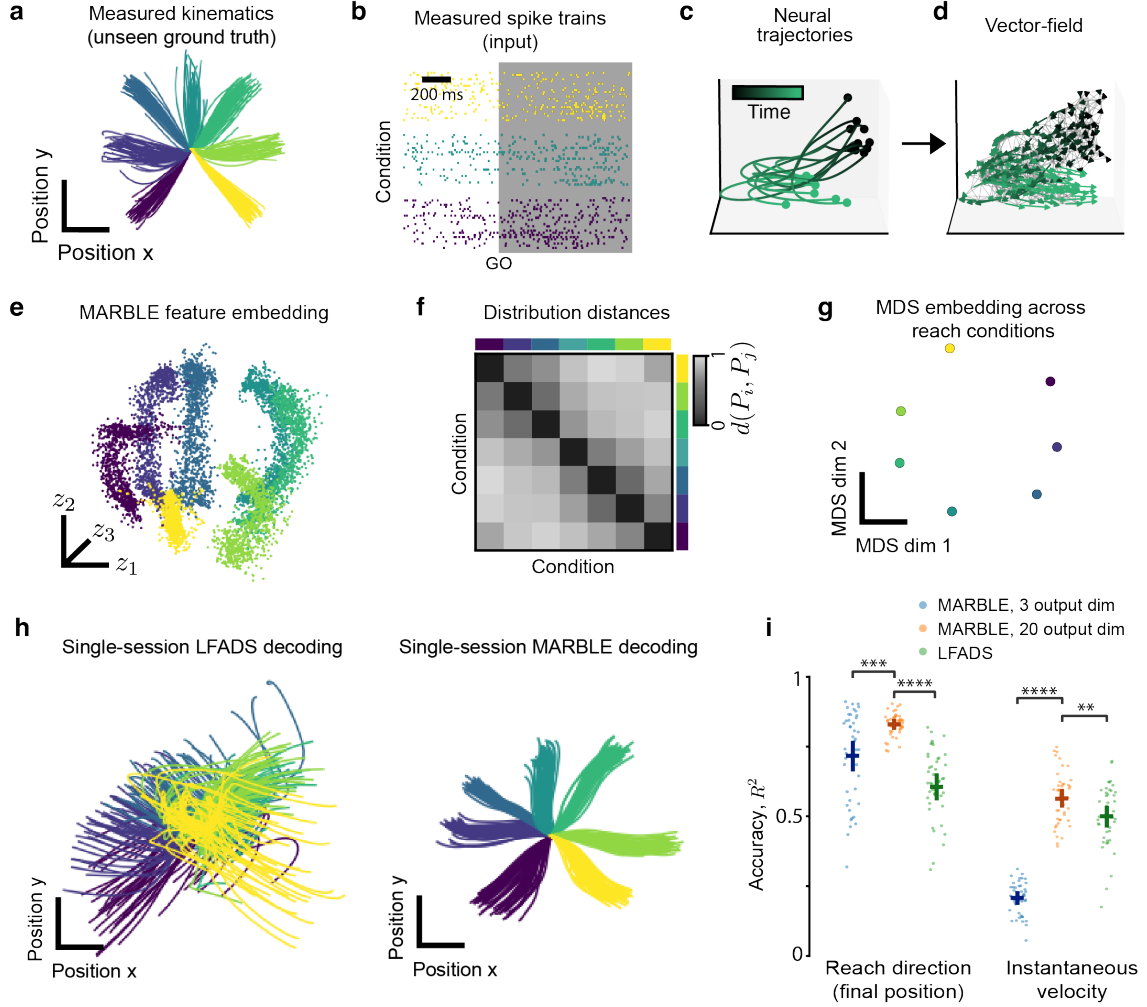 a
Measured kinematics
(unseen ground truth)
Position y
Position x
b
Measured spike trains
(input)
200 ms
Condition
GO
c
Neural
trajectories
Time
d
Vector-field
e
MARBLE feature embedding
z₂
z₃
z₁
f
Distribution distances
Condition
Condition
1
0
d(Pᵢ, Pⱼ)
g
MDS embedding across
reach conditions
MDS dim 2
MDS dim 1
h
Single-session LFADS decoding
Position y
Position x
Single-session MARBLE decoding
Position y
Position x
i
MARBLE, 3 output dim
MARBLE, 20 output dim
LFADS
***
****
****
**
1
0.5
0
Accuracy, R²
Reach direction
(final position)
Instantaneous
velocity